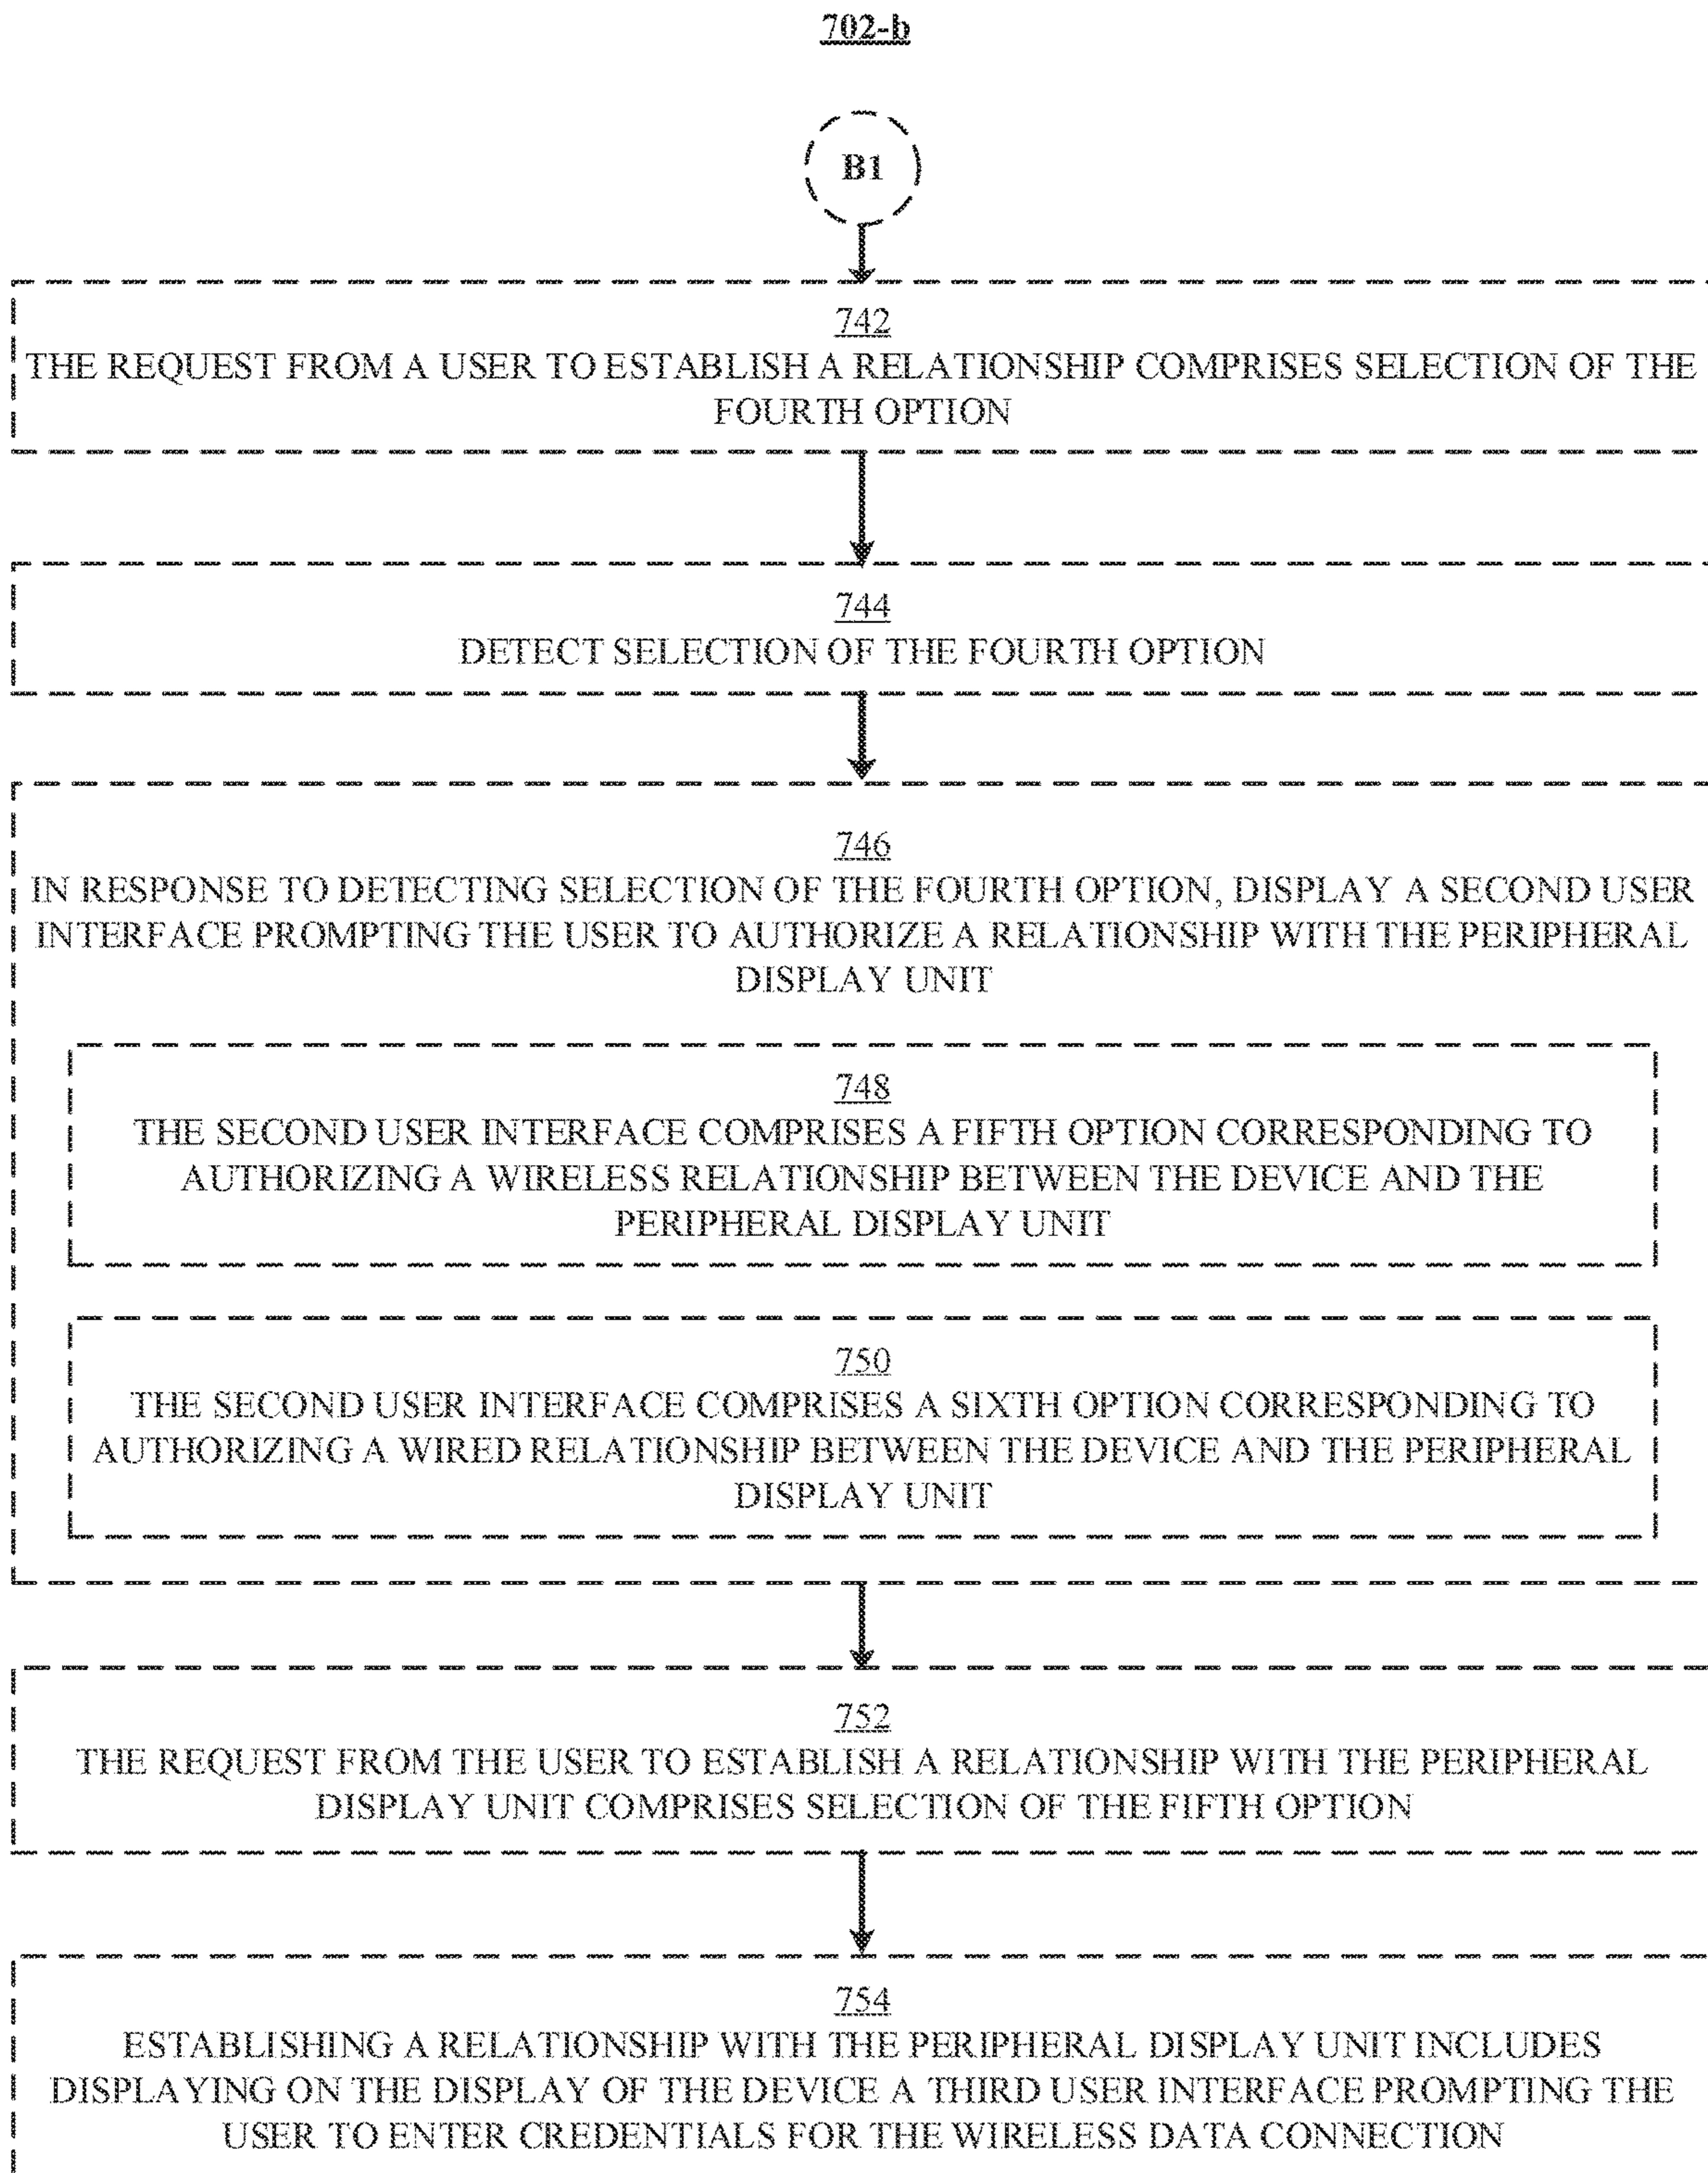 702-b
B1
742
THE REQUEST FROM A USER TO ESTABLISH A RELATIONSHIP COMPRISES SELECTION OF THE
FOURTH OPTION
744
DETECT SELECTION OF THE FOURTH OPTION
746
IN RESPONSE TO DETECTING SELECTION OF THE FOURTH OPTION, DISPLAY A SECOND USER
INTERFACE PROMPTING THE USER TO AUTHORIZE A RELATIONSHIP WITH THE PERIPHERAL
DISPLAY UNIT
748
THE SECOND USER INTERFACE COMPRISES A FIFTH OPTION CORRESPONDING TO
AUTHORIZING A WIRELESS RELATIONSHIP BETWEEN THE DEVICE AND THE
PERIPHERAL DISPLAY UNIT
750
THE SECOND USER INTERFACE COMPRISES A SIXTH OPTION CORRESPONDING TO
AUTHORIZING A WIRED RELATIONSHIP BETWEEN THE DEVICE AND THE PERIPHERAL
DISPLAY UNIT
752
THE REQUEST FROM THE USER TO ESTABLISH A RELATIONSHIP WITH THE PERIPHERAL
DISPLAY UNIT COMPRISES SELECTION OF THE FIFTH OPTION
754
ESTABLISHING A RELATIONSHIP WITH THE PERIPHERAL DISPLAY UNIT INCLUDES
DISPLAYING ON THE DISPLAY OF THE DEVICE A THIRD USER INTERFACE PROMPTING THE
USER TO ENTER CREDENTIALS FOR THE WIRELESS DATA CONNECTION